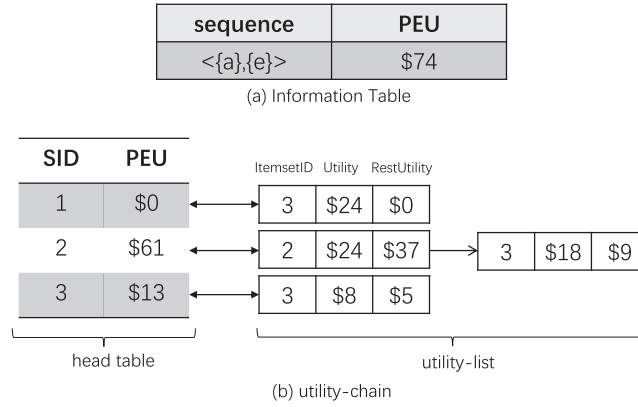 sequence PEU
<{a},{e}> $74
(a) Information Table
SID PEU
ItemsetID Utility RestUtility
1 $0 3 $24 $0
2 $61 2 $24 $37 3 $18 $9
3 $13 3 $8 $5
head table
utility-list
(b) utility-chain